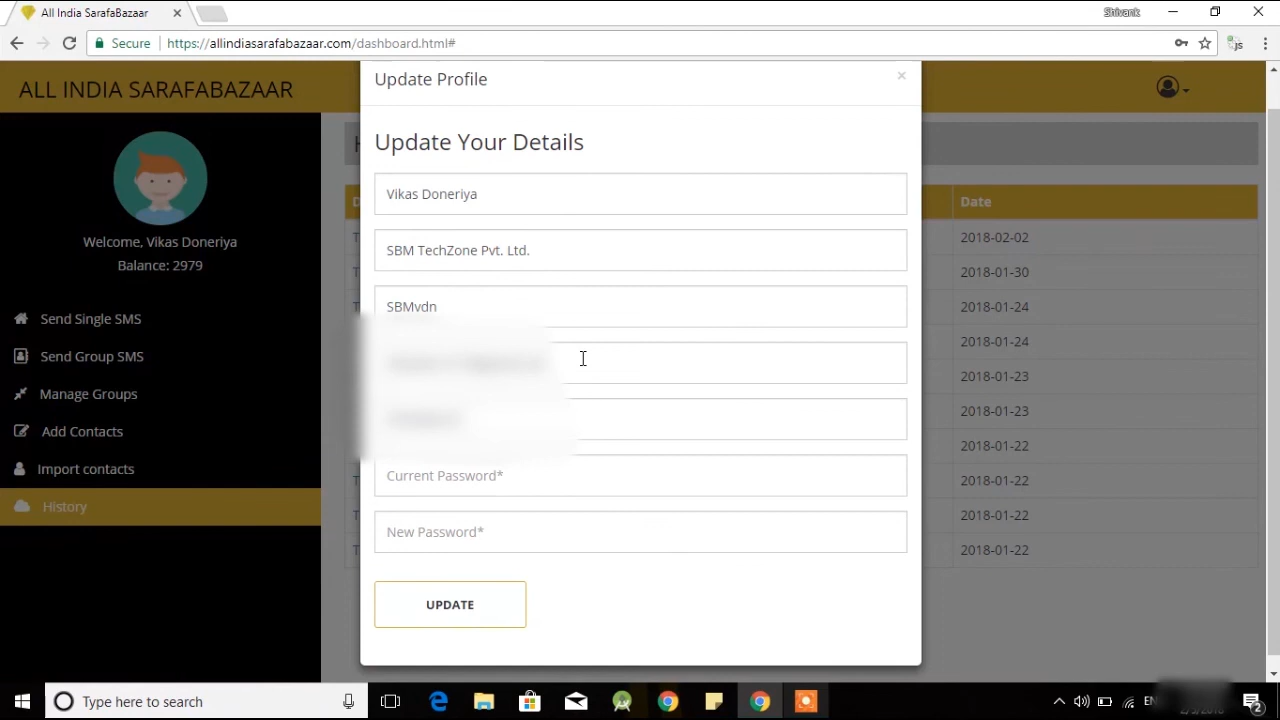 All India SarafaBazaar
Shivank
Secure
https://allindiasarafabazaar.com/dashboard.html#
js
ALL INDIA SARAFABAZAAR
Welcome, Vikas Doneriya
Balance: 2979
Send Single SMS
Send Group SMS
Manage Groups
Add Contacts
Import contacts
History
Update Profile
×
Update Your Details
Vikas Doneriya
SBM TechZone Pvt. Ltd.
SBMvdn
Current Password*
New Password*
UPDATE
Date
2018-02-02
2018-01-30
2018-01-24
2018-01-24
2018-01-23
2018-01-23
2018-01-22
2018-01-22
2018-01-22
2018-01-22
Type here to search
2